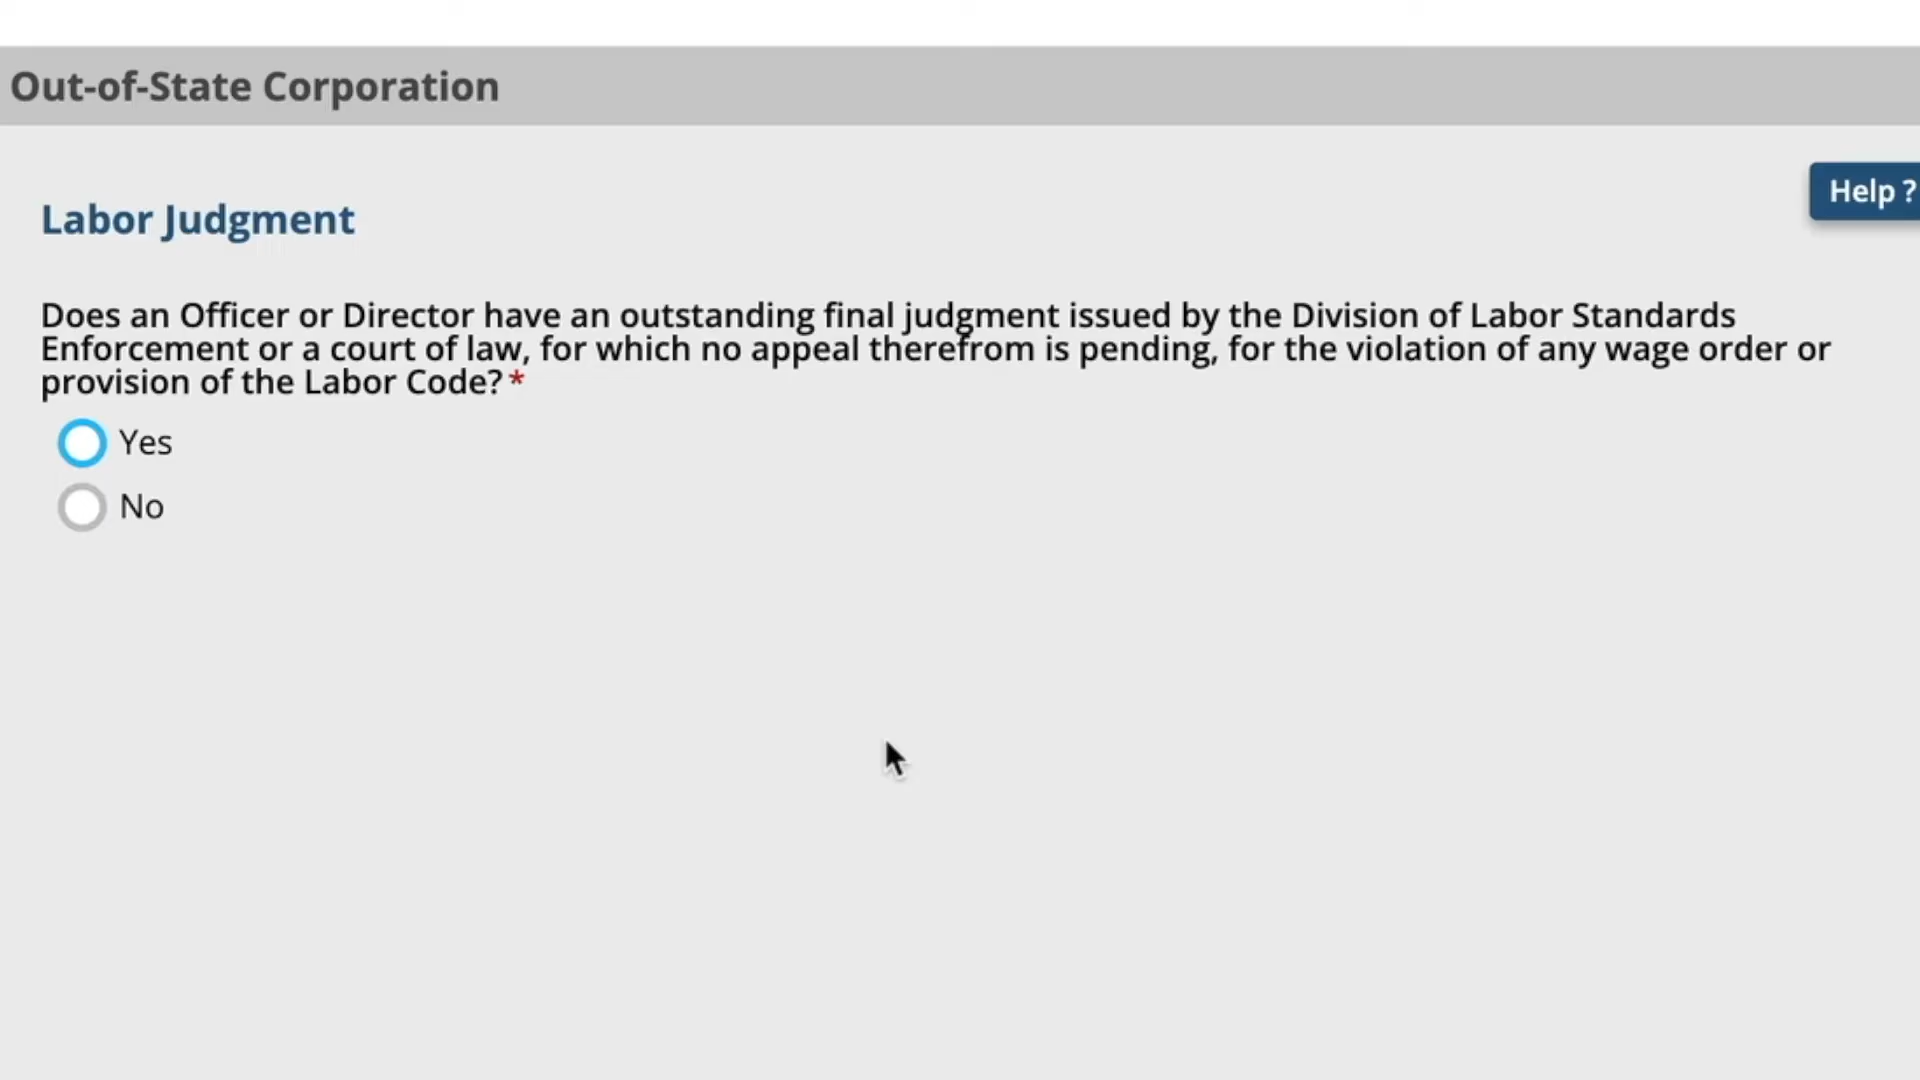 Out-of-State Corporation
Help ?
Labor Judgment
Does an Officer or Director have an outstanding final judgment issued by the Division of Labor Standards
Enforcement or a court of law, for which no appeal therefrom is pending, for the violation of any wage order or
provision of the Labor Code? *
Yes
No